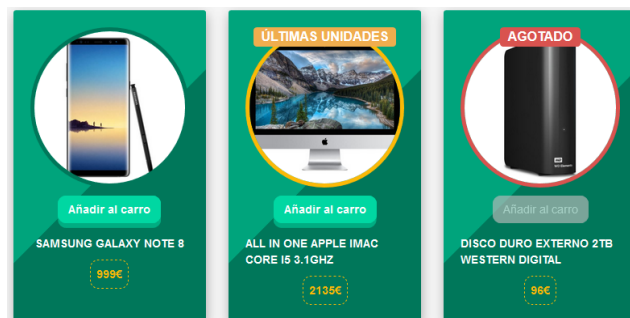 Añadir al carro
SAMSUNG GALAXY NOTE 8
999€
ÚLTIMAS UNIDADES
Añadir al carro
ALL IN ONE APPLE IMAC
CORE I5 3.1GHZ
2135€
AGOTADO
WD
Añadir al carro
DISCO DURO EXTERNO 2TB
WESTERN DIGITAL
96€